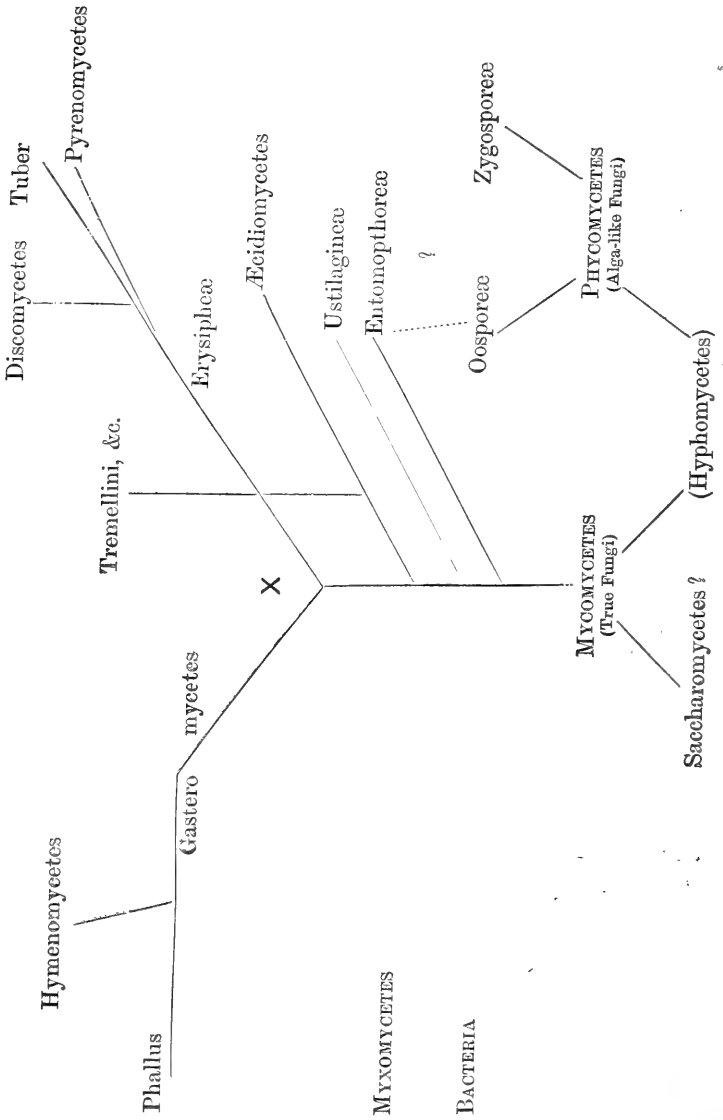 Discomycetes
Tuber
Pyrenomycetes
Hymenomycetes
Tremellini, &c.
Erysipheæ
Phallus
Gastero
mycetes
X
Æcidiomycetes
Ustilagineæ
Entomopthoreæ
?
Zygosporeæ
Oosporeæ
MYXOMYCETES
BACTERIA
MYCOMYCETES
(True Fungi)
PHYCOMYCETES
(Alga-like Fungi)
Saccharomycetes ?
(Hyphomycetes)